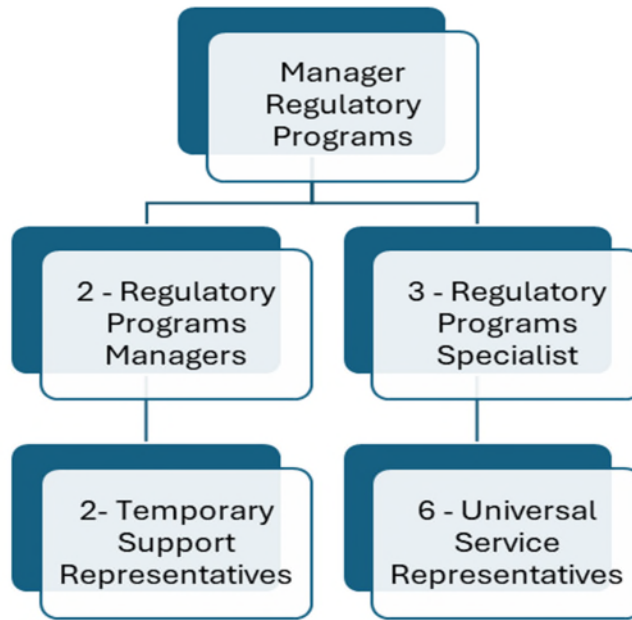 Manager
Regulatory
Programs
2 - Regulatory
Programs
Managers
3 - Regulatory
Programs
Specialist
2- Temporary
Support
Representatives
6 - Universal
Service
Representatives